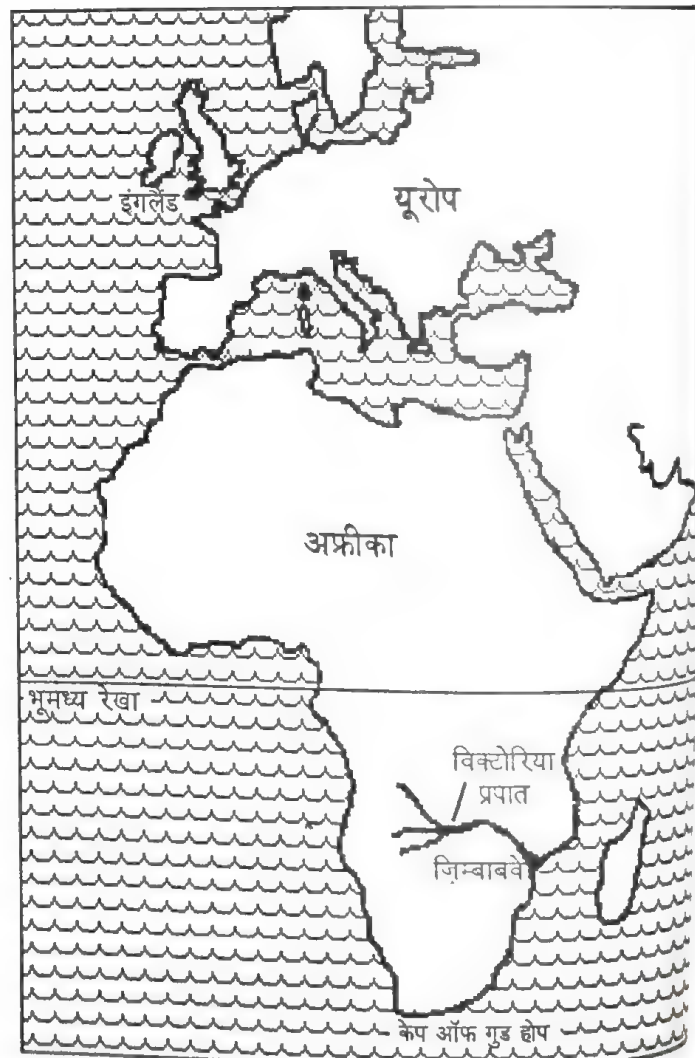 इंगलैंड
यूरोप
अफ्रीका
भूमध्य रेखा
विक्टोरिया
प्रपात
ज़िम्बाबवे
केप ऑफ गुड होप